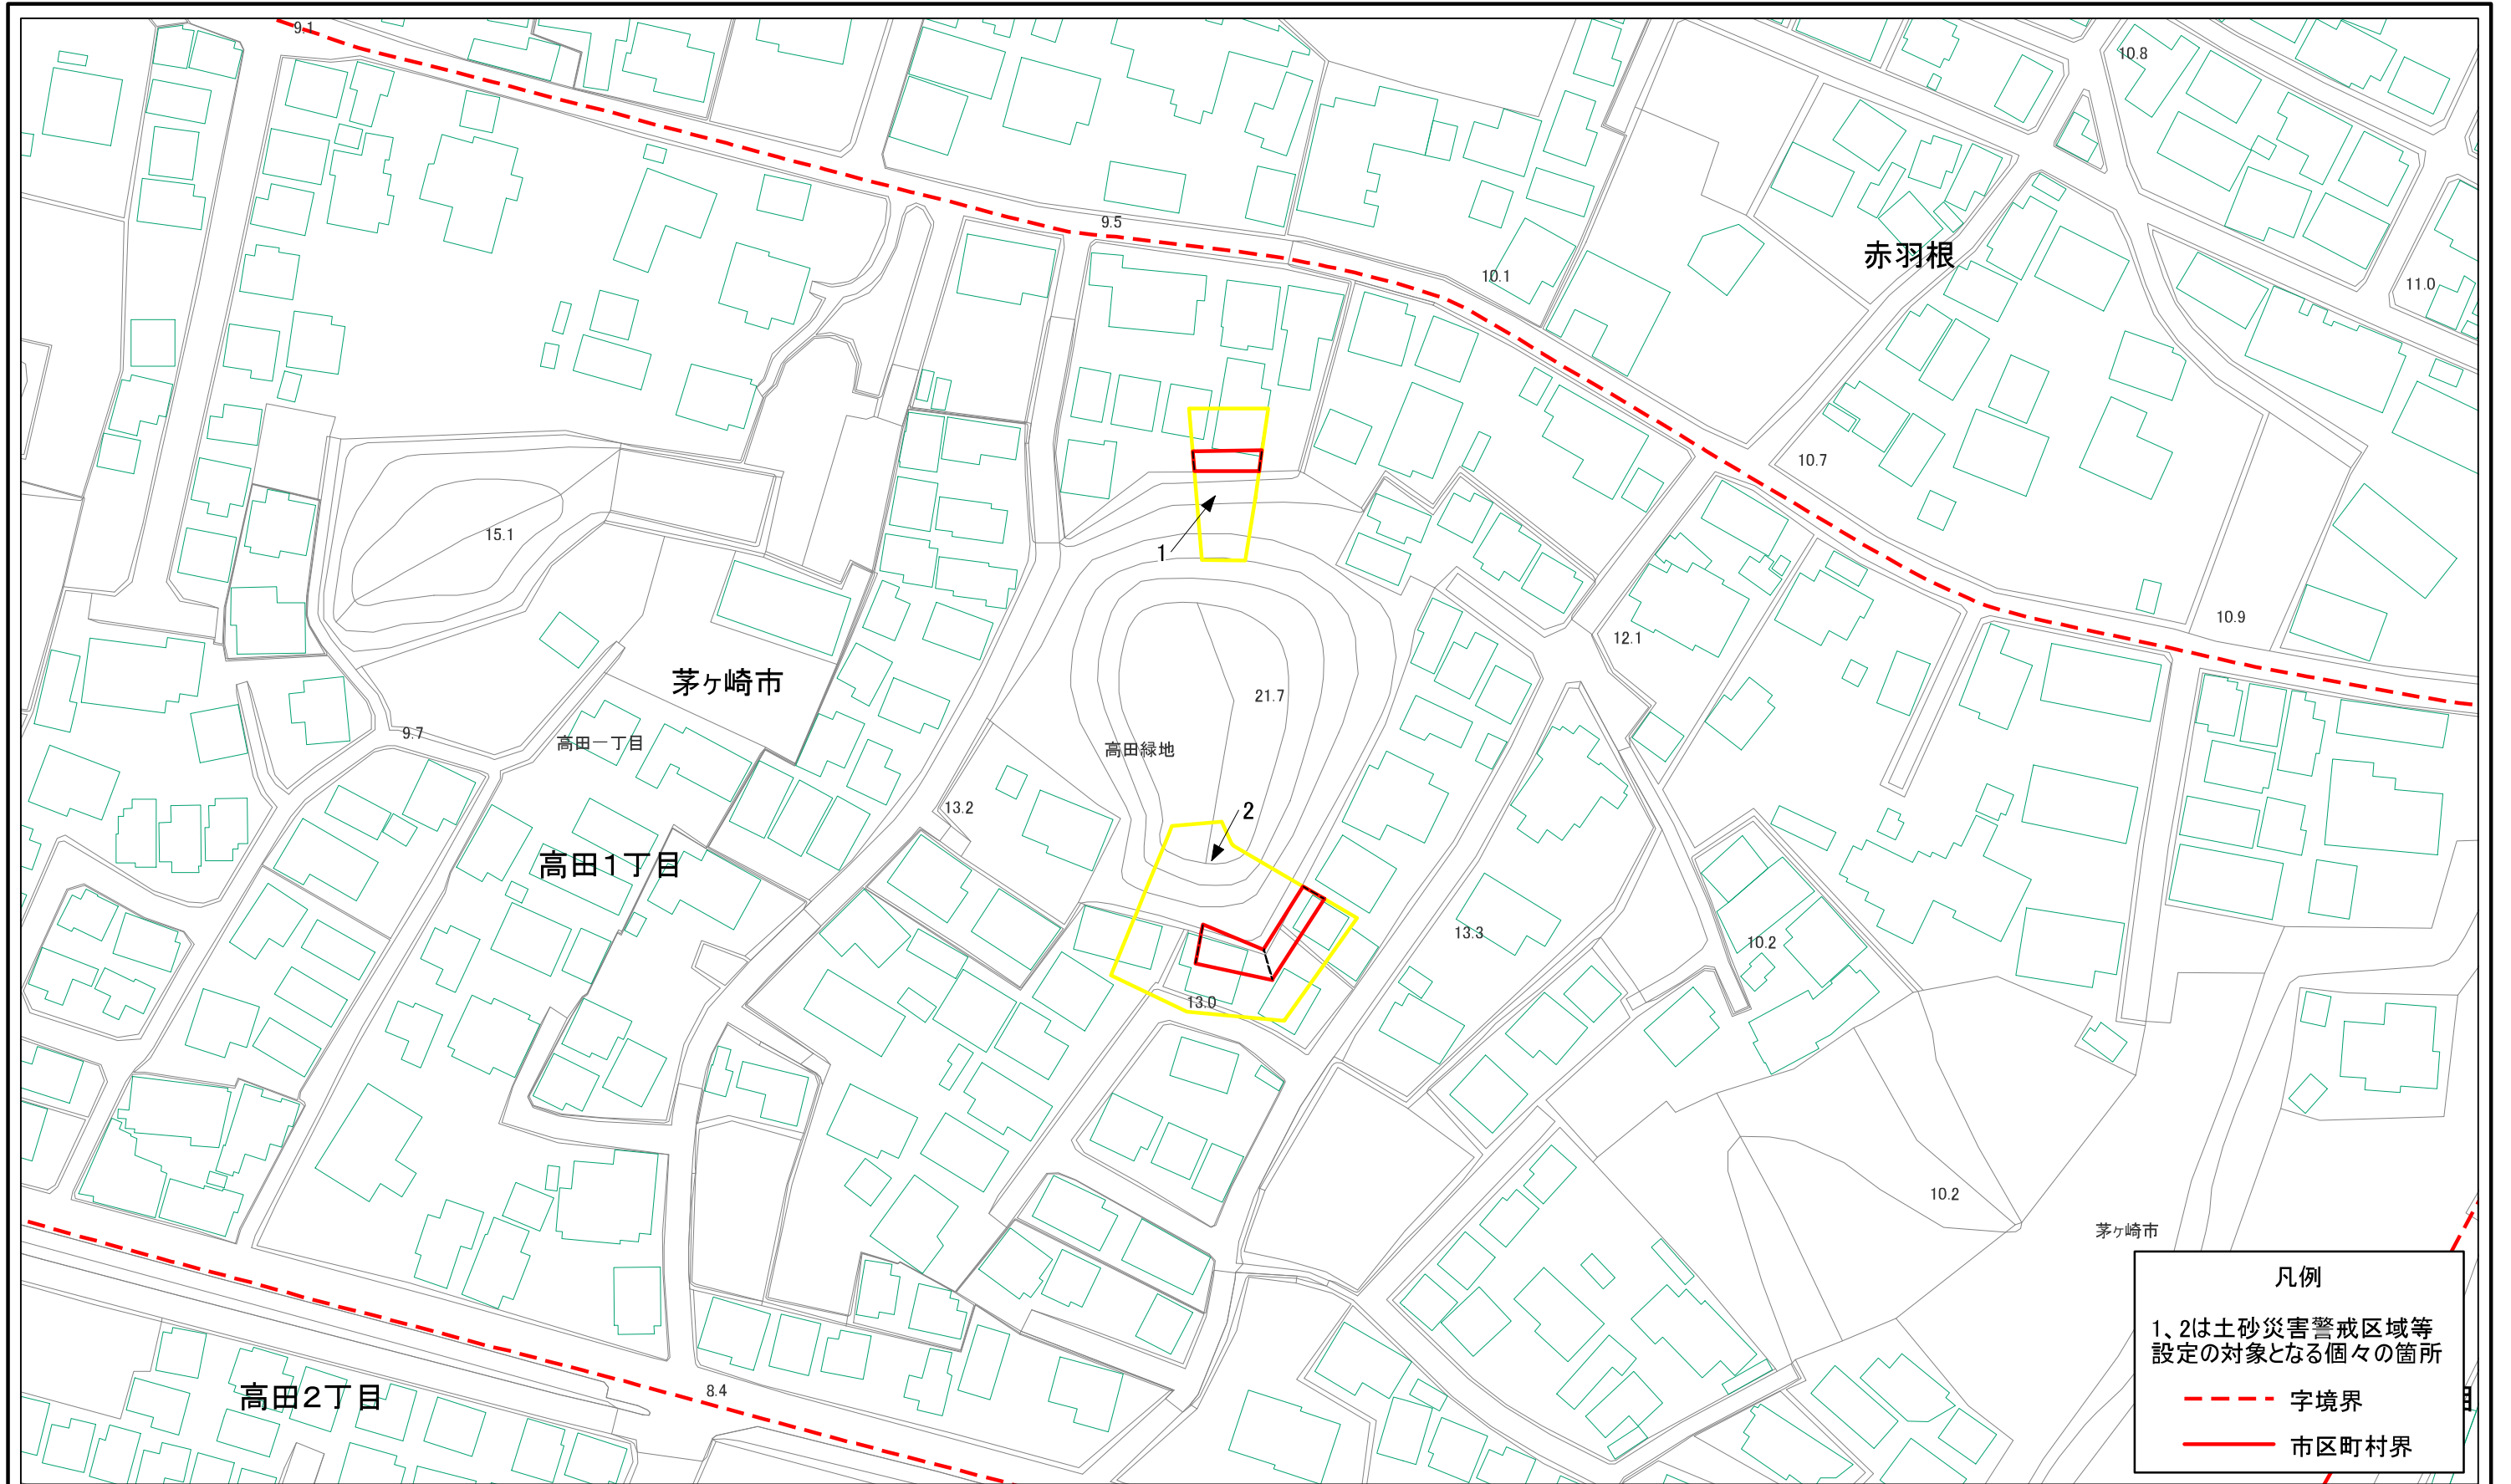 9.1
10.8
9.5
赤羽根
10.1
11.0
10.7
15.1
1
10.9
12.1
茅ヶ崎市
21.7
9.7
高田一丁目
高田緑地
13.2
2
高田1丁目
13.3
10.2
13.0
10.2
茅ヶ崎市
凡例
1、2は土砂災害警戒区域等
設定の対象となる個々の箇所
字境界
市区町村界
8.4
高田2丁目